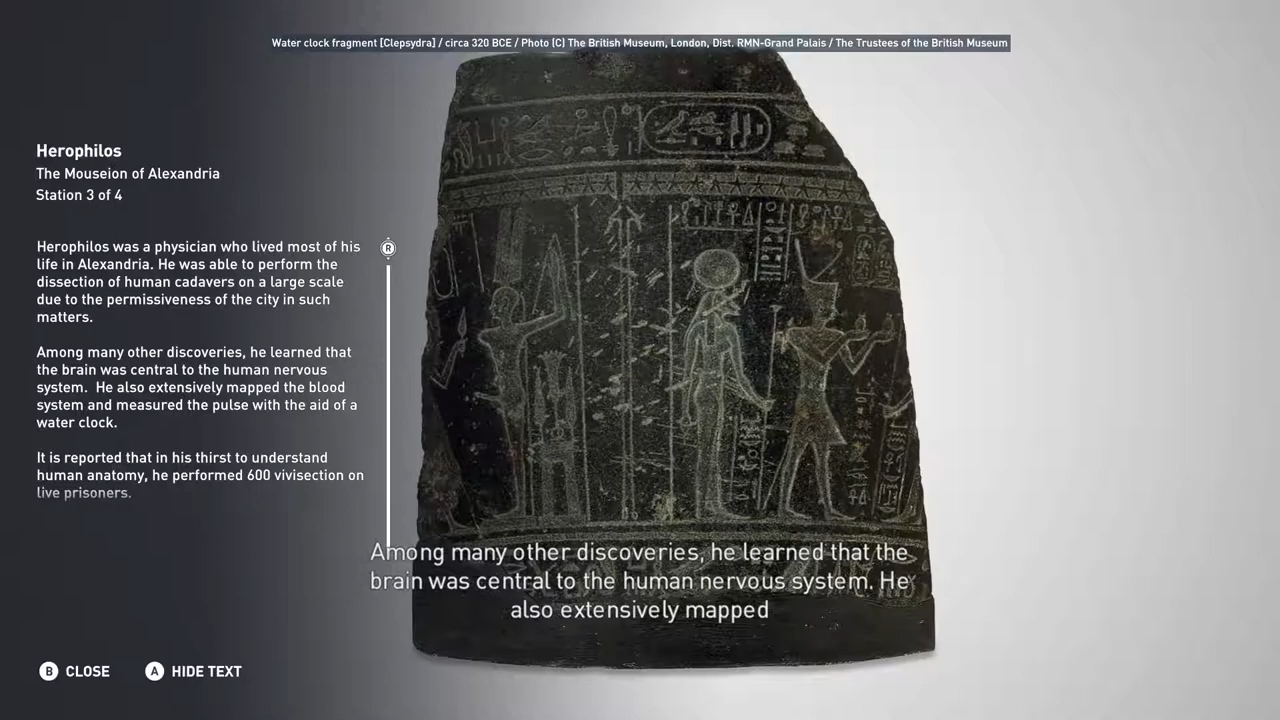 Water clock fragment [Clepsydra] / circa 320 BCE / Photo (C) The British Museum, London, Dist. RMN-Grand Palais / The Trustees of the British Museum
Herophilos
The Mouseion of Alexandria
Station 3 of 4
Herophilos was a physician who lived most of his
life in Alexandria. He was able to perform the
dissection of human cadavers on a large scale
due to the permissiveness of the city in such
matters.
Among many other discoveries, he learned that
the brain was central to the human nervous
system.  He also extensively mapped the blood
system and measured the pulse with the aid of a
water clock.
It is reported that in his thirst to understand
human anatomy, he performed 600 vivisection on
live prisoners.
R
Among many other discoveries, he learned that the
brain was central to the human nervous system. He
also extensively mapped
B CLOSE
A HIDE TEXT